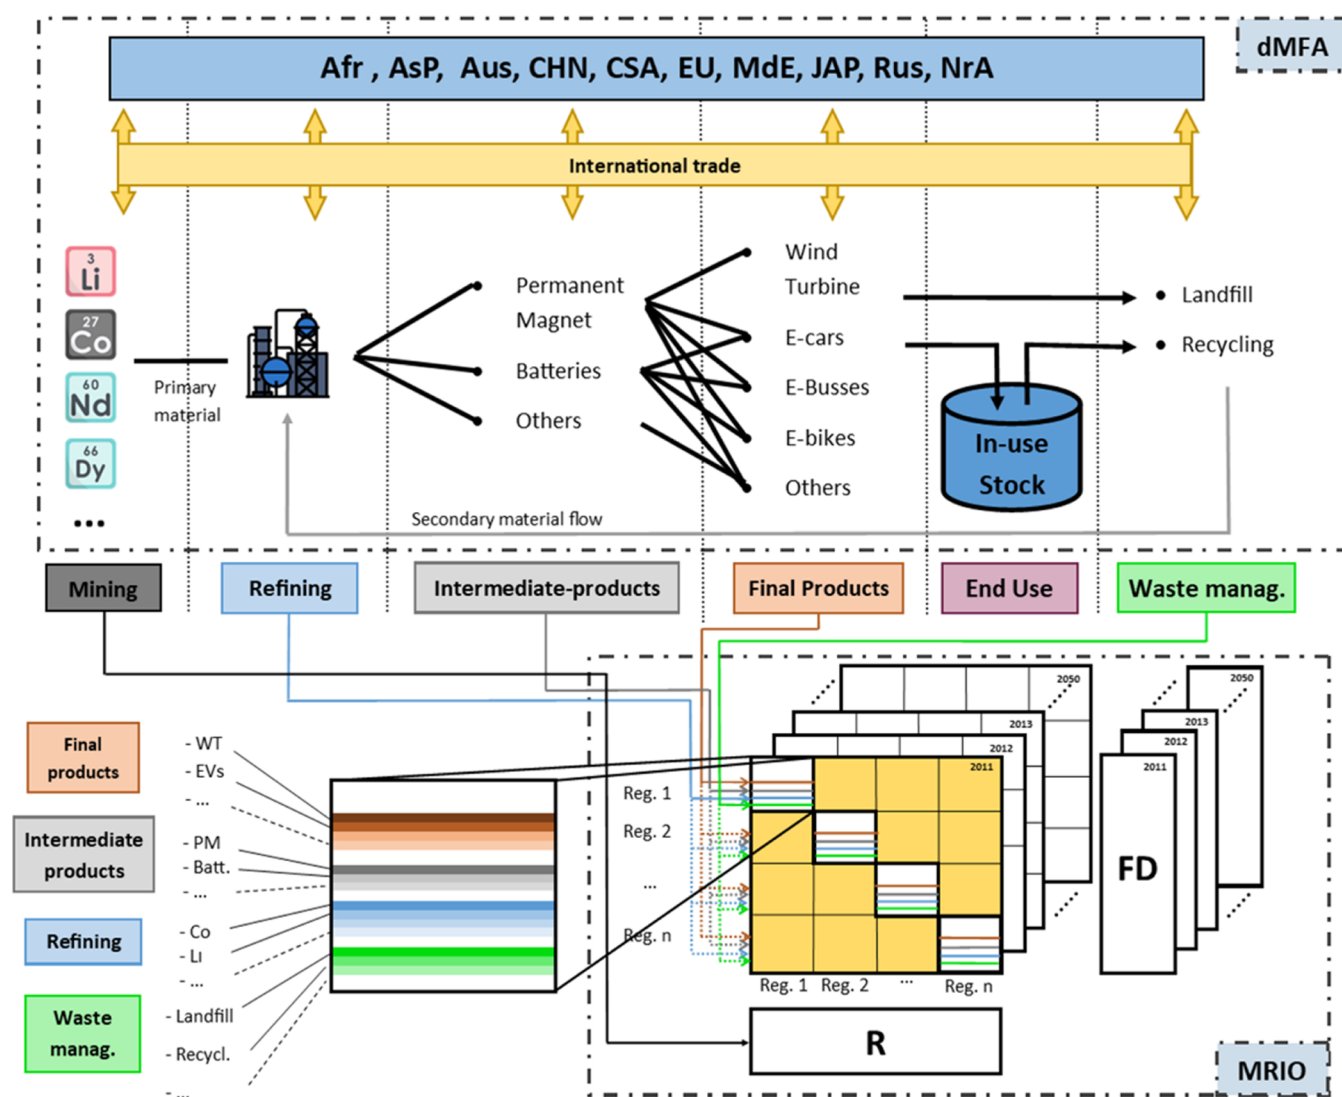 dMFA
Afr , AsP, Aus, CHN, CSA, EU, MdE, JAP, Rus, NrA
International trade
3
Li
27
Co
60
Nd
66
Dy
...
Primary
material
Permanent
Magnet
Batteries
Others
Wind
Turbine
E-cars
E-Busses
E-bikes
Others
In-use
Stock
Landfill
Recycling
Secondary material flow
Mining
Refining
Intermediate-products
Final Products
End Use
Waste manag.
Final
products
- WT
- EVs
- ...
Intermediate
products
- PM
- Batt.
- ...
Refining
- Co
- Li
- ...
Waste
manag.
- Landfill
- Recycl.
- ...
2050
2013
2012
2011
Reg. 1
Reg. 2
...
Reg. n
Reg. 1 Reg. 2 ... Reg. n
2050
2013
2012
2011
FD
R
MRIO